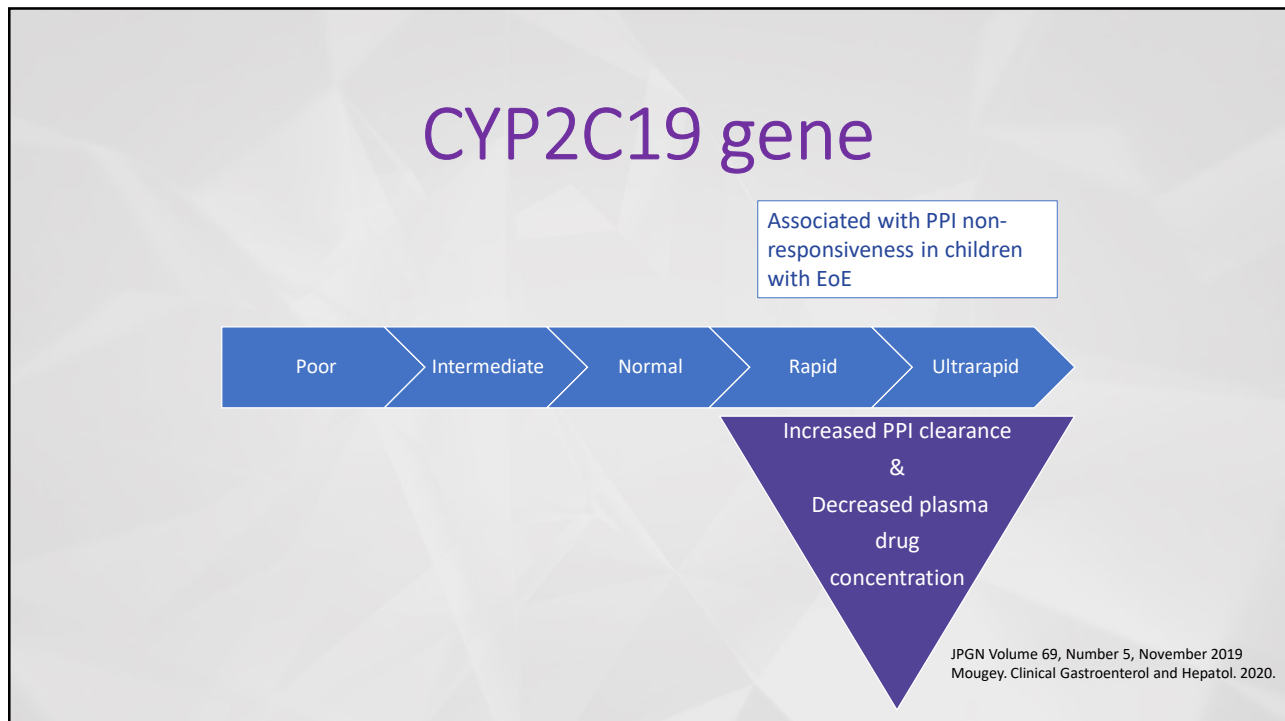 CYP2C19 gene
Associated with PPI non-
responsiveness in children
with EoE
Poor
Intermediate
Normal
Rapid
Ultrarapid
Increased PPI clearance
&
Decreased plasma
drug
concentration
JPGN Volume 69, Number 5, November 2019
Mougey. Clinical Gastroenterol and Hepatol. 2020.